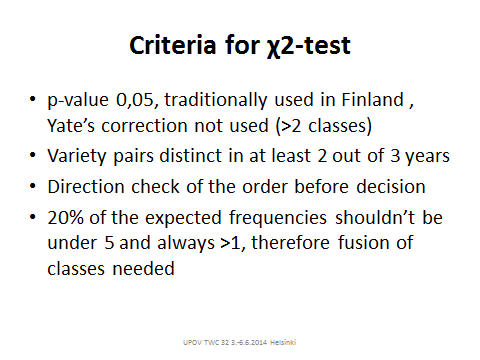 Criteria for χ2-test
• p-value 0,05, traditionally used in Finland ,
Yate's correction not used (>2 classes)
• Variety pairs distinct in at least 2 out of 3 years
• Direction check of the order before decision
• 20% of the expected frequencies shouldn't be
under 5 and always >1, therefore fusion of
classes needed
UPOV TWC 32 3.-6.6.2014 Helsinki